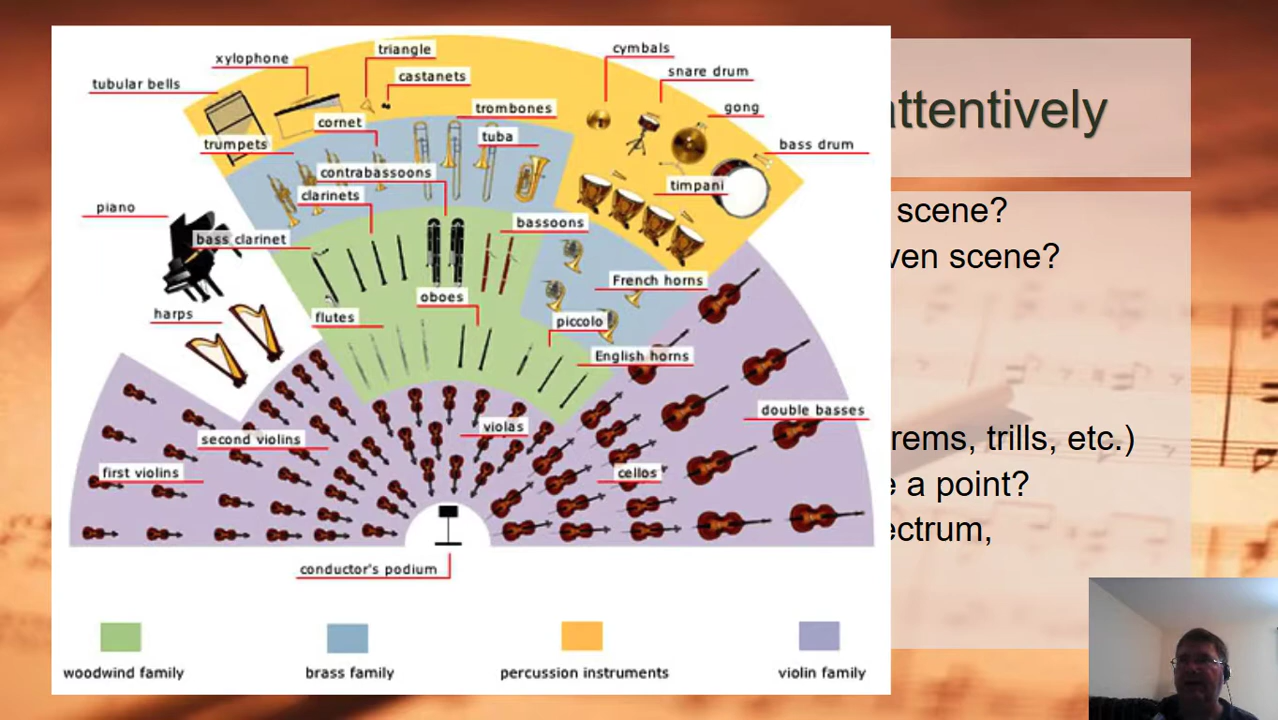 triangle
cymbals
xylophone
snare drum
castanets
tubular bells
gong
trombones
cornet
tuba
trumpets
bass drum
contrabassoons
timpani
clarinets
piano
bassoons
bass clarinet
French horns
oboes
harps
flutes
piccolo
English horns
double basses
violas
second violins
first violins
cellos
conductor's podium
woodwind family
brass family
percussion instruments
violin family
attentively
scene?
ven scene?
rems, trills, etc.)
e a point?
ectrum,